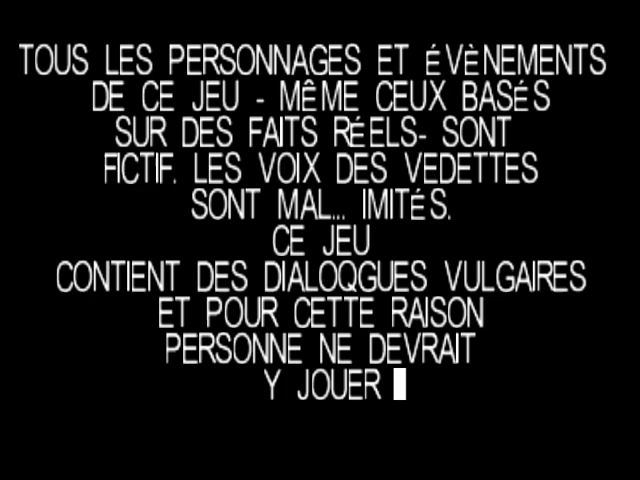 TOUS LES PERSONNAGES ET ÉVÈNEMENTS
DE CE JEU - MÊME CEUX BASÉS
SUR DES FAITS RÉELS- SONT
FICTIF. LES VOIX DES VEDETTES
SONT MAL... IMITÉS.
CE JEU
CONTIENT DES DIALOQGUES VULGAIRES
ET POUR CETTE RAISON
PERSONNE NE DEVRAIT
Y JOUER